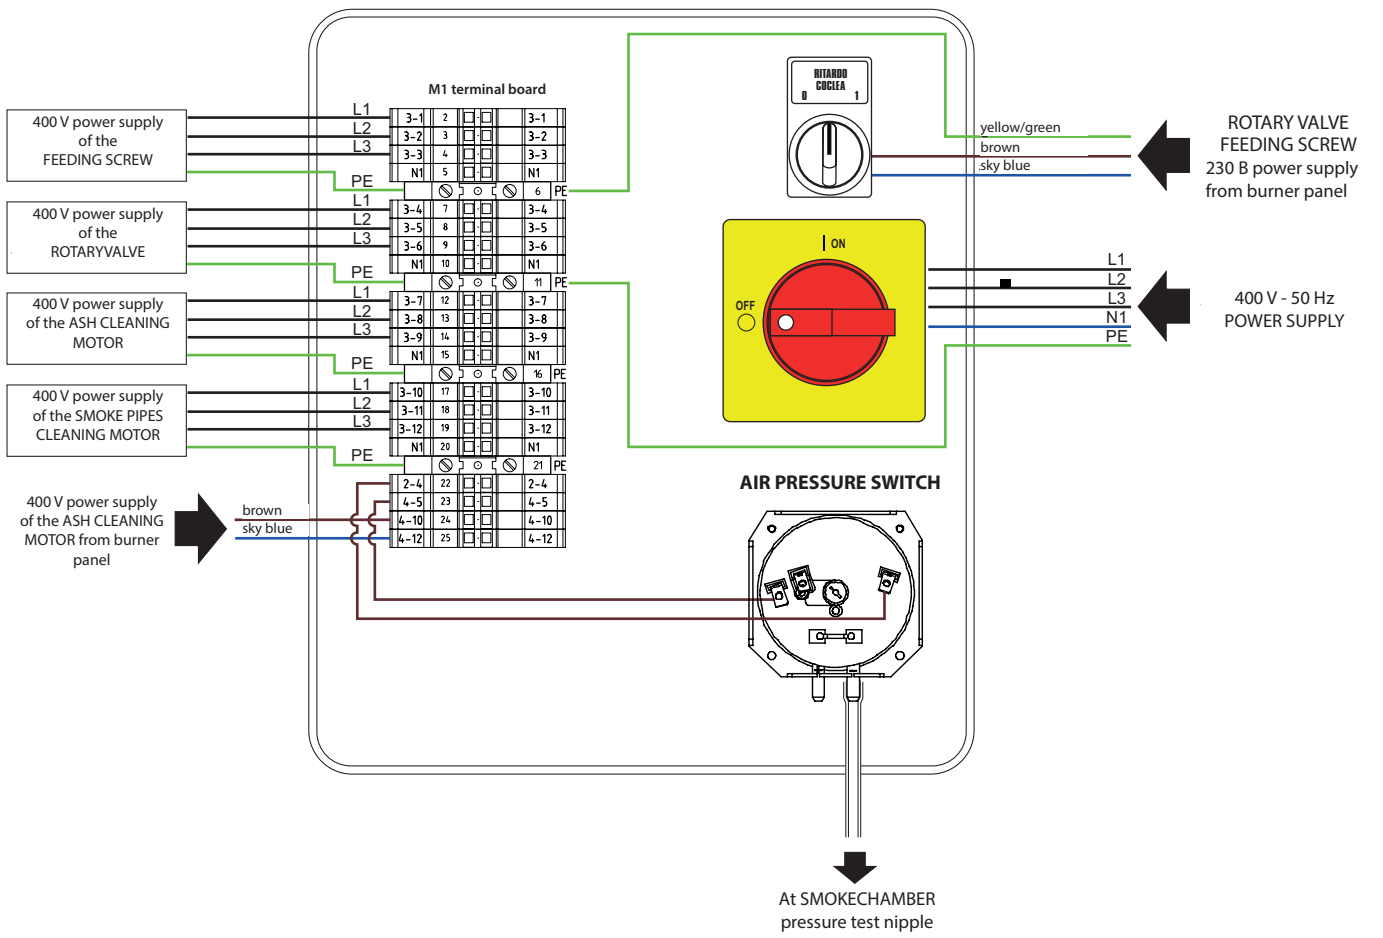 M1 terminal board
400 V power supply
of the
FEEDING SCREW
L1
L2
L3
PE
3-1 2 3-1
3-2 3 3-2
3-3 4 3-3
N1 5 N1
6 PE
400 V power supply
of the
ROTARYVALVE
L1
L2
L3
PE
3-4 7 3-4
3-5 8 3-5
3-6 9 3-6
N1 10 N1
11 PE
400 V power supply
of the ASH CLEANING
MOTOR
L1
L2
L3
PE
3-7 12 3-7
3-8 13 3-8
3-9 14 3-9
N1 15 N1
16 PE
400 V power supply
of the SMOKE PIPES
CLEANING MOTOR
L1
L2
L3
PE
3-10 17 3-10
3-11 18 3-11
3-12 19 3-12
N1 20 N1
21 PE
2-4 22 2-4
4-5 23 4-5
4-10 24 4-10
4-12 25 4-12
400 V power supply
of the ASH CLEANING
MOTOR from burner
panel
brown
sky blue
RITARDO
COCLEA
0 1
yellow/green
brown
sky blue
ROTARY VALVE
FEEDING SCREW
230 B power supply
from burner panel
ON
OFF
L1
L2
L3
N1
PE
400 V - 50 Hz
POWER SUPPLY
AIR PRESSURE SWITCH
+ –
At SMOKECHAMBER
pressure test nipple